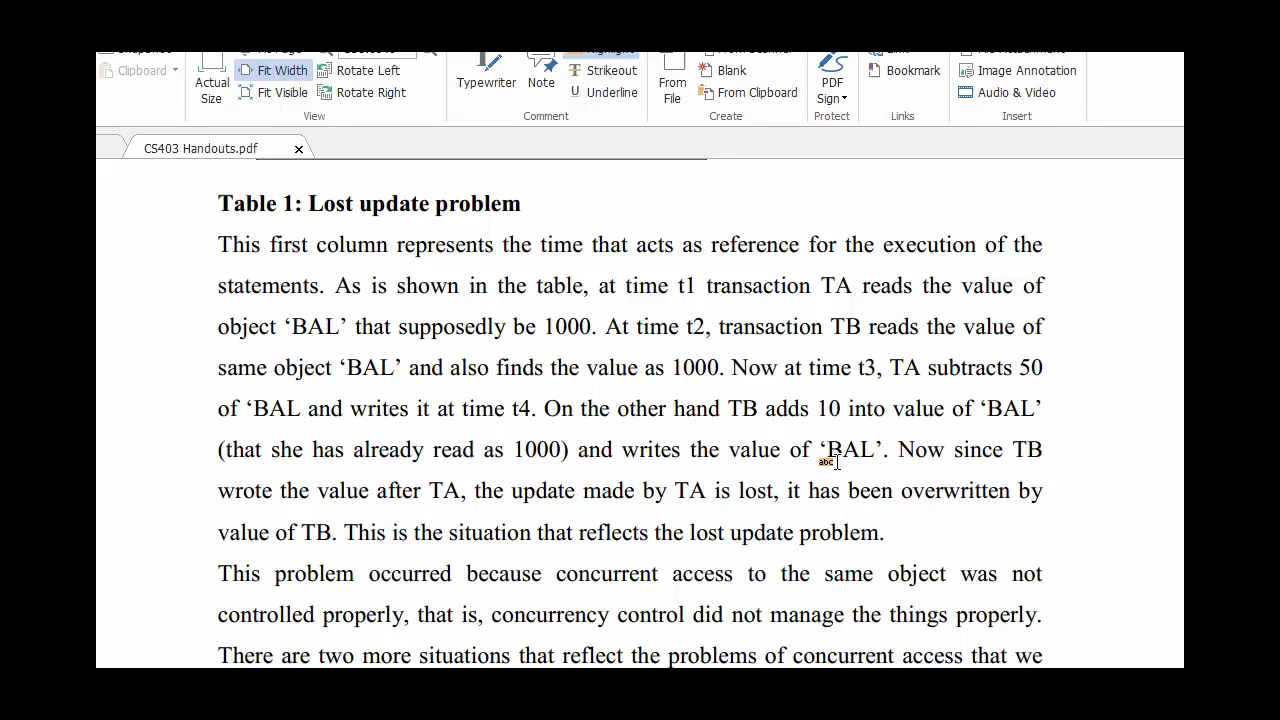 Clipboard
Actual
Size
Fit Width
Fit Visible
Rotate Left
Rotate Right
View
Typewriter
Note
Strikeout
Underline
Comment
From
File
Blank
From Clipboard
Create
PDF
Sign
Protect
Bookmark
Links
Image Annotation
Audio & Video
Insert
CS403 Handouts.pdf
Table 1: Lost update problem
This first column represents the time that acts as reference for the execution of the
statements. As is shown in the table, at time t1 transaction TA reads the value of
object ‘BAL’ that supposedly be 1000. At time t2, transaction TB reads the value of
same object ‘BAL’ and also finds the value as 1000. Now at time t3, TA subtracts 50
of ‘BAL and writes it at time t4. On the other hand TB adds 10 into value of ‘BAL’
(that she has already read as 1000) and writes the value of ‘BAL’. Now since TB
abc
wrote the value after TA, the update made by TA is lost, it has been overwritten by
value of TB. This is the situation that reflects the lost update problem.
This problem occurred because concurrent access to the same object was not
controlled properly, that is, concurrency control did not manage the things properly.
There are two more situations that reflect the problems of concurrent access that we